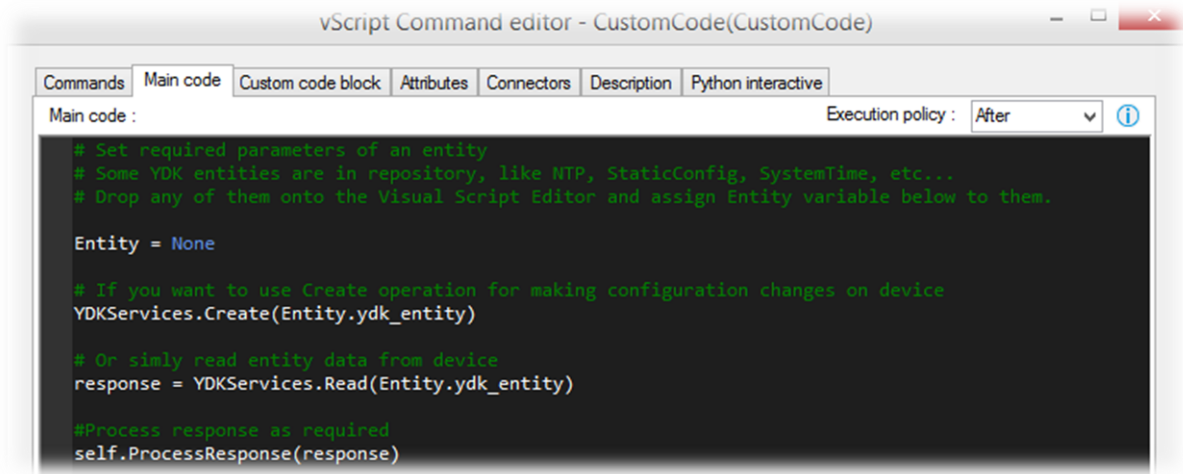 vScript Command editor - CustomCode(CustomCode)
Commands Main code Custom code block Attributes Connectors Description Python interactive
Main code : Execution policy : After
# Set required parameters of an entity
# Some YDK entities are in repository, like NTP, StaticConfig, SystemTime, etc...
# Drop any of them onto the Visual Script Editor and assign Entity variable below to them.
Entity = None
# If you want to use Create operation for making configuration changes on device
YDKServices.Create(Entity.ydk_entity)
# Or simly read entity data from device
response = YDKServices.Read(Entity.ydk_entity)
#Process response as required
self.ProcessResponse(response)